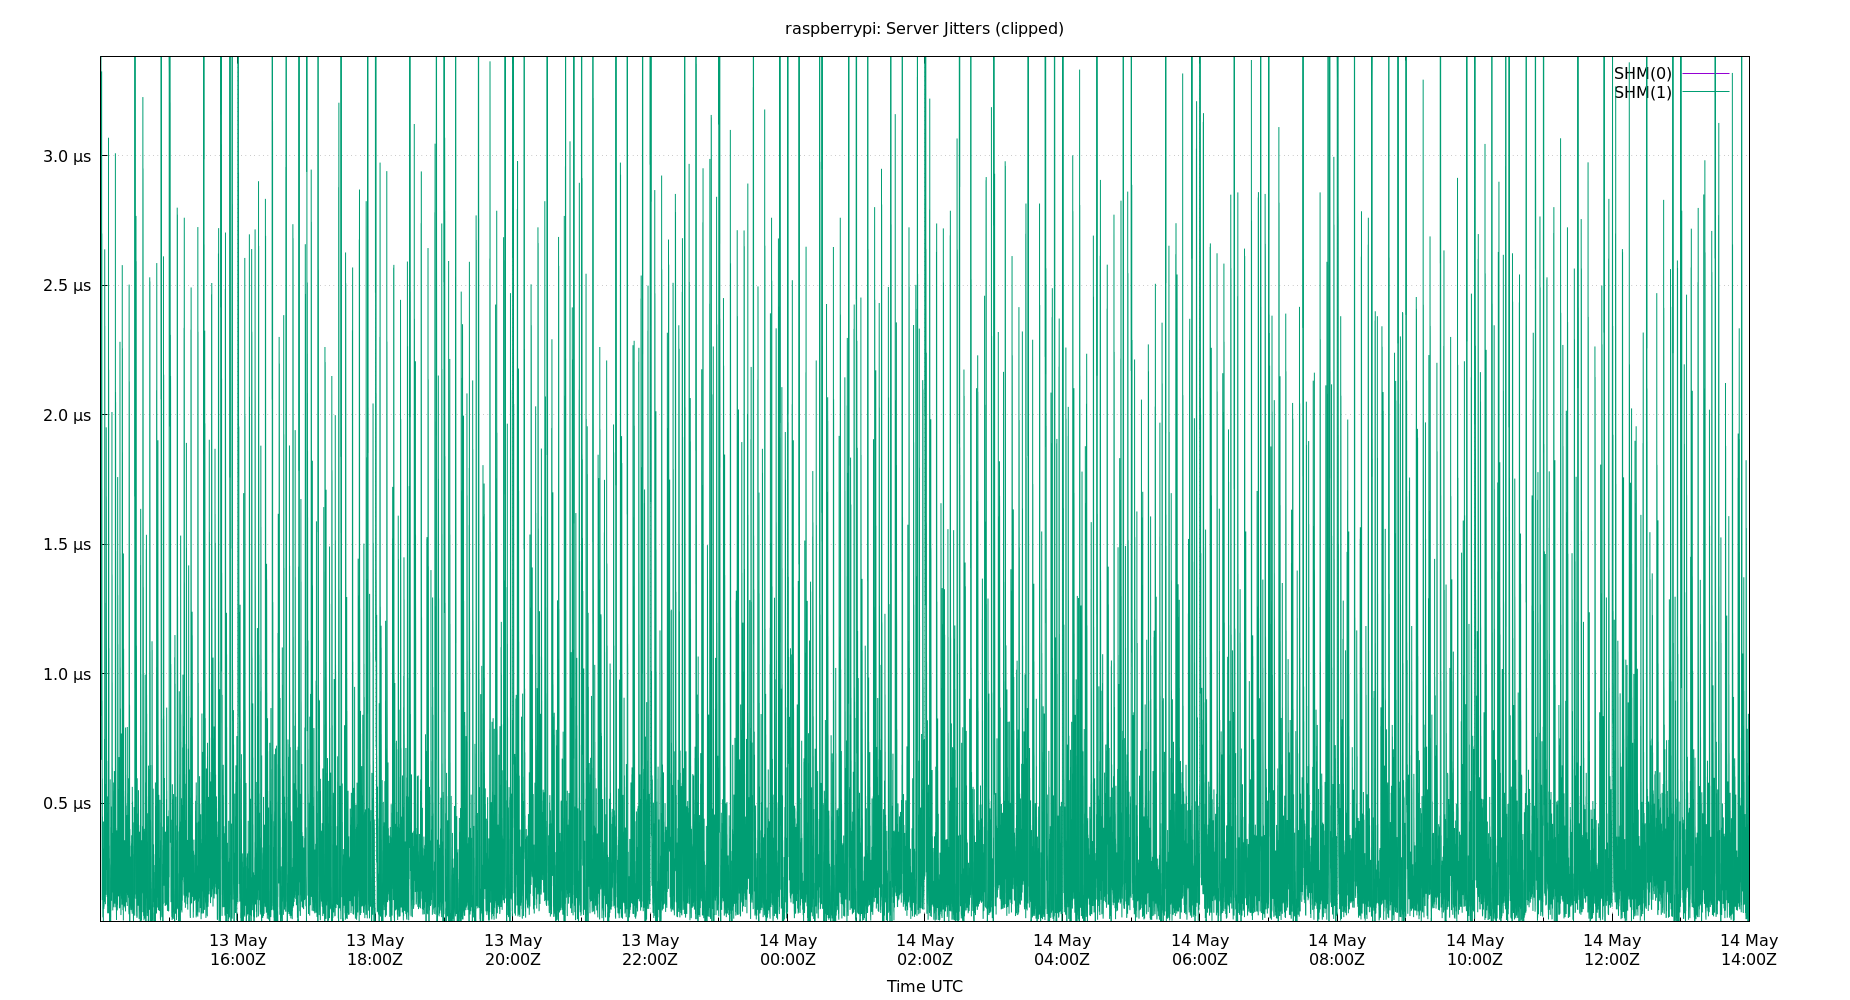 raspberrypi: Server Jitters (clipped)
SHM(0)
SHM(1)
3.0 µs
2.5 µs
2.0 µs
1.5 µs
1.0 µs
0.5 µs
13 May 13 May 13 May 13 May 14 May 14 May 14 May 14 May 14 May 14 May 14 May 14 May
16:00Z 18:00Z 20:00Z 22:00Z 00:00Z 02:00Z 04:00Z 06:00Z 08:00Z 10:00Z 12:00Z 14:00Z
Time UTC